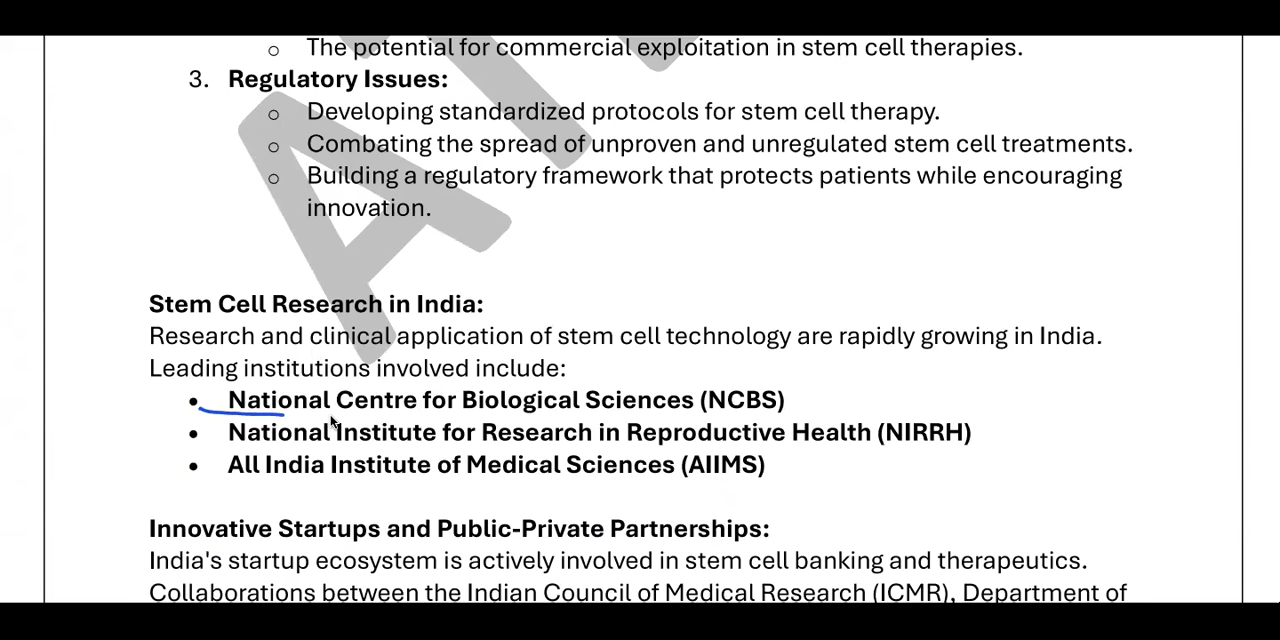 o The potential for commercial exploitation in stem cell therapies.
3. Regulatory Issues:
o Developing standardized protocols for stem cell therapy.
o Combating the spread of unproven and unregulated stem cell treatments.
o Building a regulatory framework that protects patients while encouraging
innovation.
Stem Cell Research in India:
Research and clinical application of stem cell technology are rapidly growing in India.
Leading institutions involved include:
• National Centre for Biological Sciences (NCBS)
• National Institute for Research in Reproductive Health (NIRRH)
• All India Institute of Medical Sciences (AIIMS)
Innovative Startups and Public-Private Partnerships:
India's startup ecosystem is actively involved in stem cell banking and therapeutics.
Collaborations between the Indian Council of Medical Research (ICMR), Department of